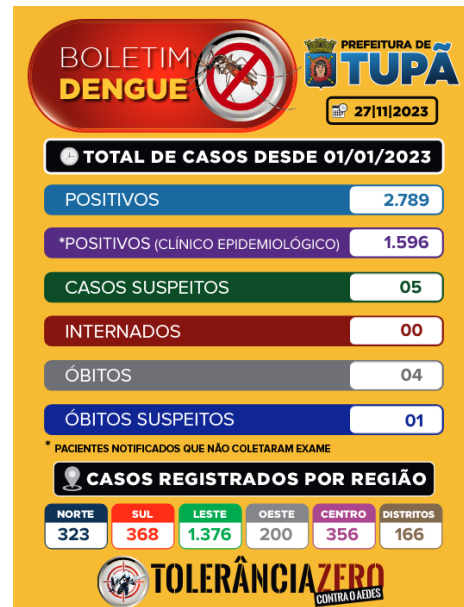 BOLETIM
DENGUE
PREFEITURA DE
TUPÃ
27|11|2023
TOTAL DE CASOS DESDE 01/01/2023
POSITIVOS 2.789
*POSITIVOS (CLÍNICO EPIDEMIOLÓGICO) 1.596
CASOS SUSPEITOS 05
INTERNADOS 00
ÓBITOS 04
ÓBITOS SUSPEITOS 01
* PACIENTES NOTIFICADOS QUE NÃO COLETARAM EXAME
CASOS REGISTRADOS POR REGIÃO
NORTE SUL LESTE OESTE CENTRO DISTRITOS
323 368 1.376 200 356 166
TOLERÂNCIAZERO
CONTRA O AEDES